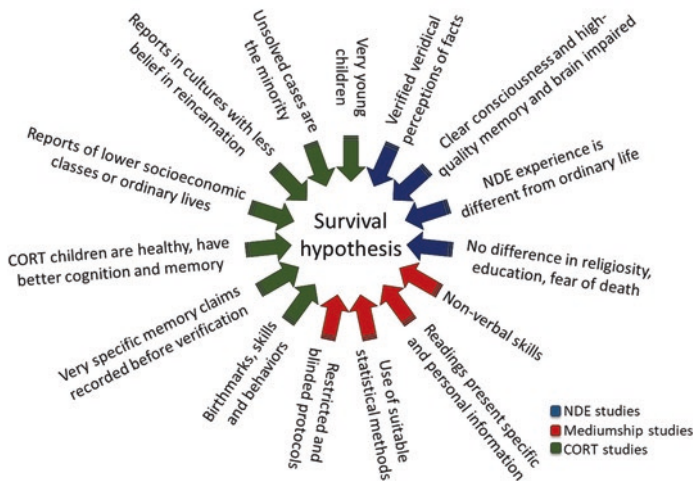 Very young
children
Verified veridical
perceptions of facts
Clear consciousness and high-
quality memory and brain impaired
NDE experience is
different from ordinary life
No difference in religiosity,
education, fear of death
Non-verbal skills
Readings present specific
and personal information
Use of suitable
statistical methods
Restricted and
blinded protocols
Birthmarks, skills
and behaviors
Very specific memory claims
recorded before verification
CORT children are healthy, have
better cognition and memory
Reports of lower socioeconomic
classes or ordinary lives
Reports in cultures with less
belief in reincarnation
Unsolved cases are
the minority
Survival
hypothesis
NDE studies
Mediumship studies
CORT studies